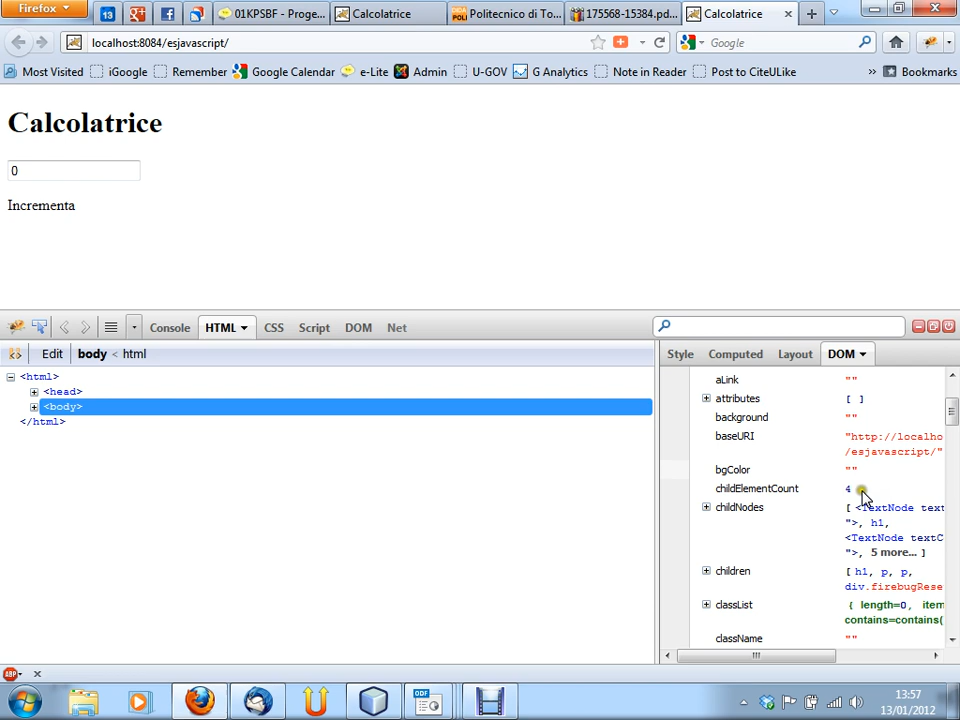 Firefox
13
01KPSBF - Proge...
Calcolatrice
Politecnico di To...
175568-15384.pd...
Calcolatrice
localhost:8084/esjavascript/
Google
Most Visited
iGoogle
Remember
Google Calendar
e-Lite
Admin
U-GOV
G Analytics
Note in Reader
Post to CiteULike
»
Bookmarks
Calcolatrice
0
Incrementa
Console
HTML
CSS
Script
DOM
Net
Edit
body < html
Style
Computed
Layout
DOM
<html>
<head>
<body>
</html>
aLink ""
attributes [ ]
background ""
baseURI "http://localho
/esjavascript/"
bgColor ""
childElementCount 4
childNodes [ <TextNode text
">, h1,
<TextNode textC
">, 5 more... ]
children [ h1, p, p,
div.firebugRese
classList { length=0, item
contains=contains(
className ""
ABP
ODF
13:57
13/01/2012